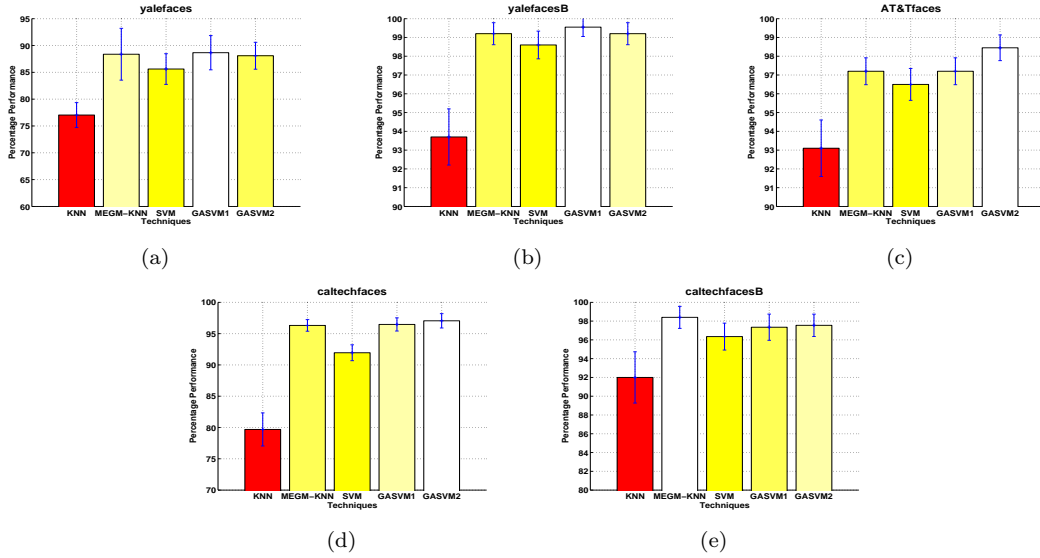 yalefaces
Percentage Performance
95
90
85
80
75
70
65
60
KNN MEGM-KNN SVM GASVM1 GASVM2
Techniques
(a)
yalefacesB
Percentage Performance
100
99
98
97
96
95
94
93
92
91
90
KNN MEGM-KNN SVM GASVM1 GASVM2
Techniques
(b)
AT&Tfaces
Percentage Performance
100
99
98
97
96
95
94
93
92
91
90
KNN MEGM-KNN SVM GASVM1 GASVM2
Techniques
(c)
caltechfaces
Percentage Performance
100
95
90
85
80
75
70
KNN MEGM-KNN SVM GASVM1 GASVM2
Techniques
(d)
caltechfacesB
Percentage Performance
100
98
96
94
92
90
88
86
84
82
80
KNN MEGM-KNN SVM GASVM1 GASVM2
Techniques
(e)